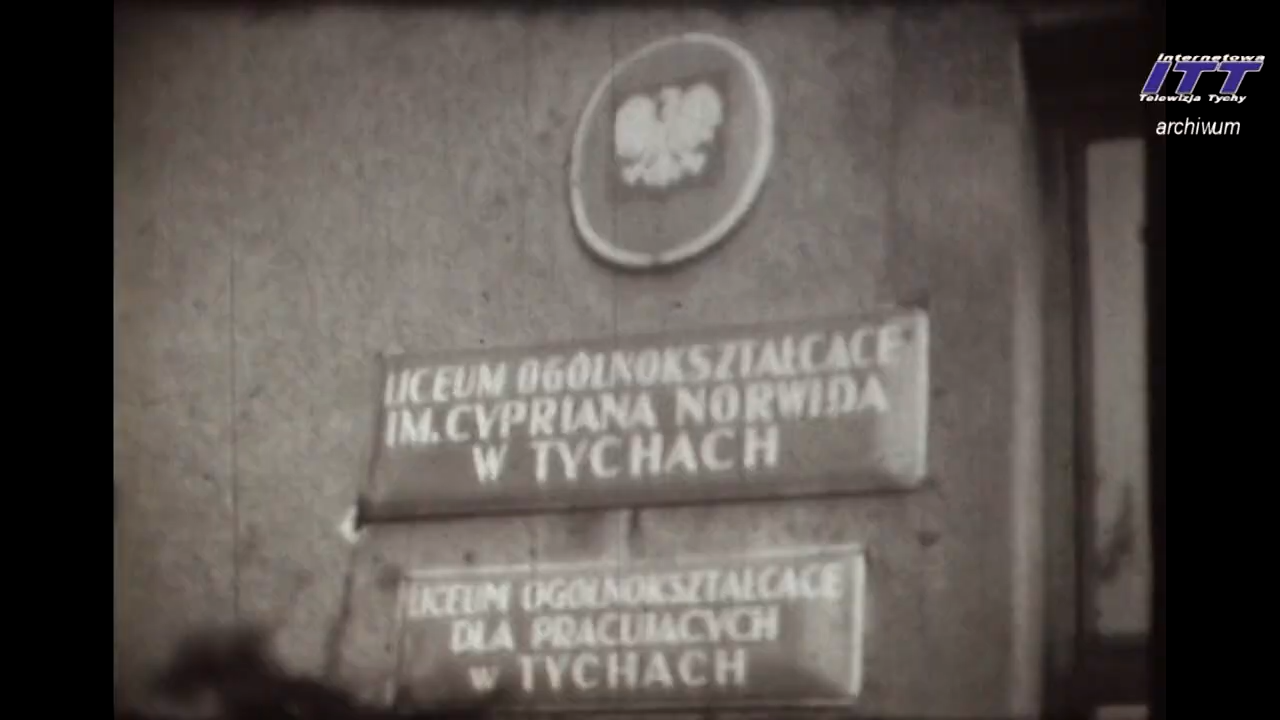 Internetowa
ITT
Telewizja Tychy
archiwum
LICEUM OGÓLNOKSZTAŁCĄCE
IM. CYPRIANA NORWIDA
W TYCHACH
LICEUM OGÓLNOKSZTAŁCĄCE
DLA PRACUJĄCYCH
W TYCHACH